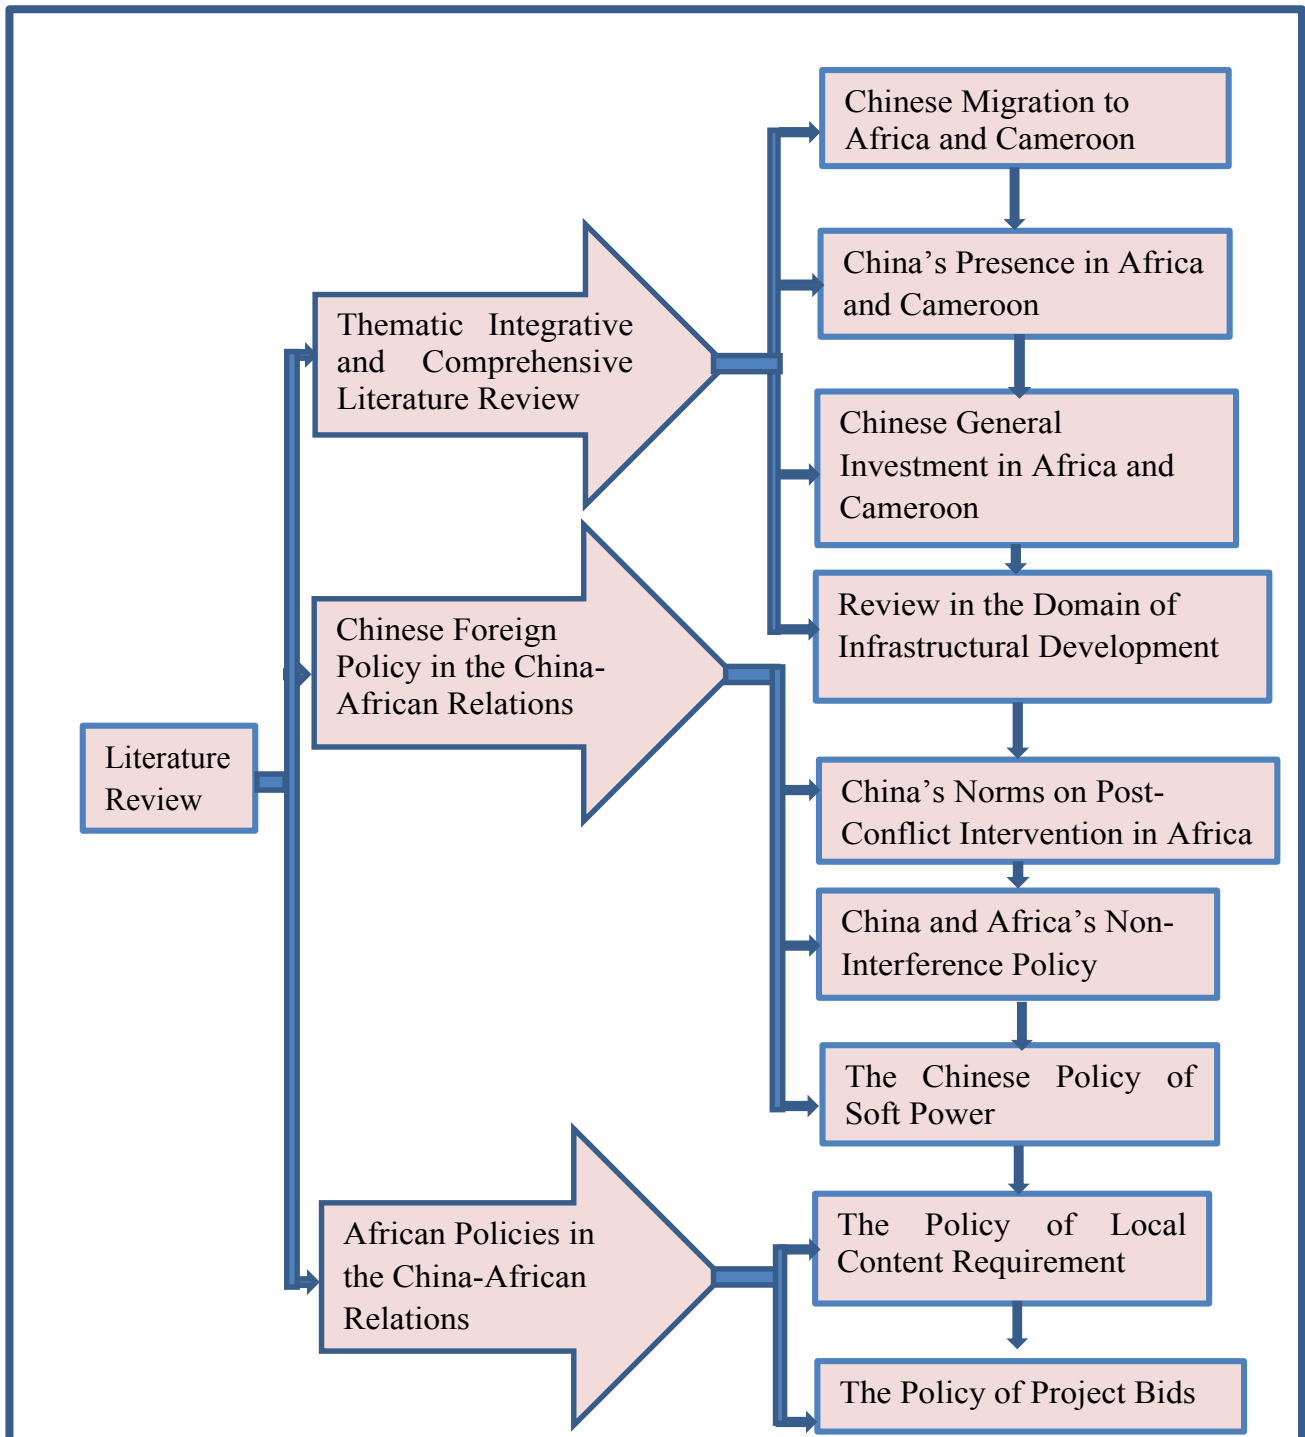 Literature
Review
Thematic Integrative
and Comprehensive
Literature Review
Chinese Foreign
Policy in the China-
African Relations
African Policies in
the China-African
Relations
Chinese Migration to
Africa and Cameroon
China’s Presence in Africa
and Cameroon
Chinese General
Investment in Africa and
Cameroon
Review in the Domain of
Infrastructural Development
China’s Norms on Post-
Conflict Intervention in Africa
China and Africa’s Non-
Interference Policy
The Chinese Policy of
Soft Power
The Policy of Local
Content Requirement
The Policy of Project Bids